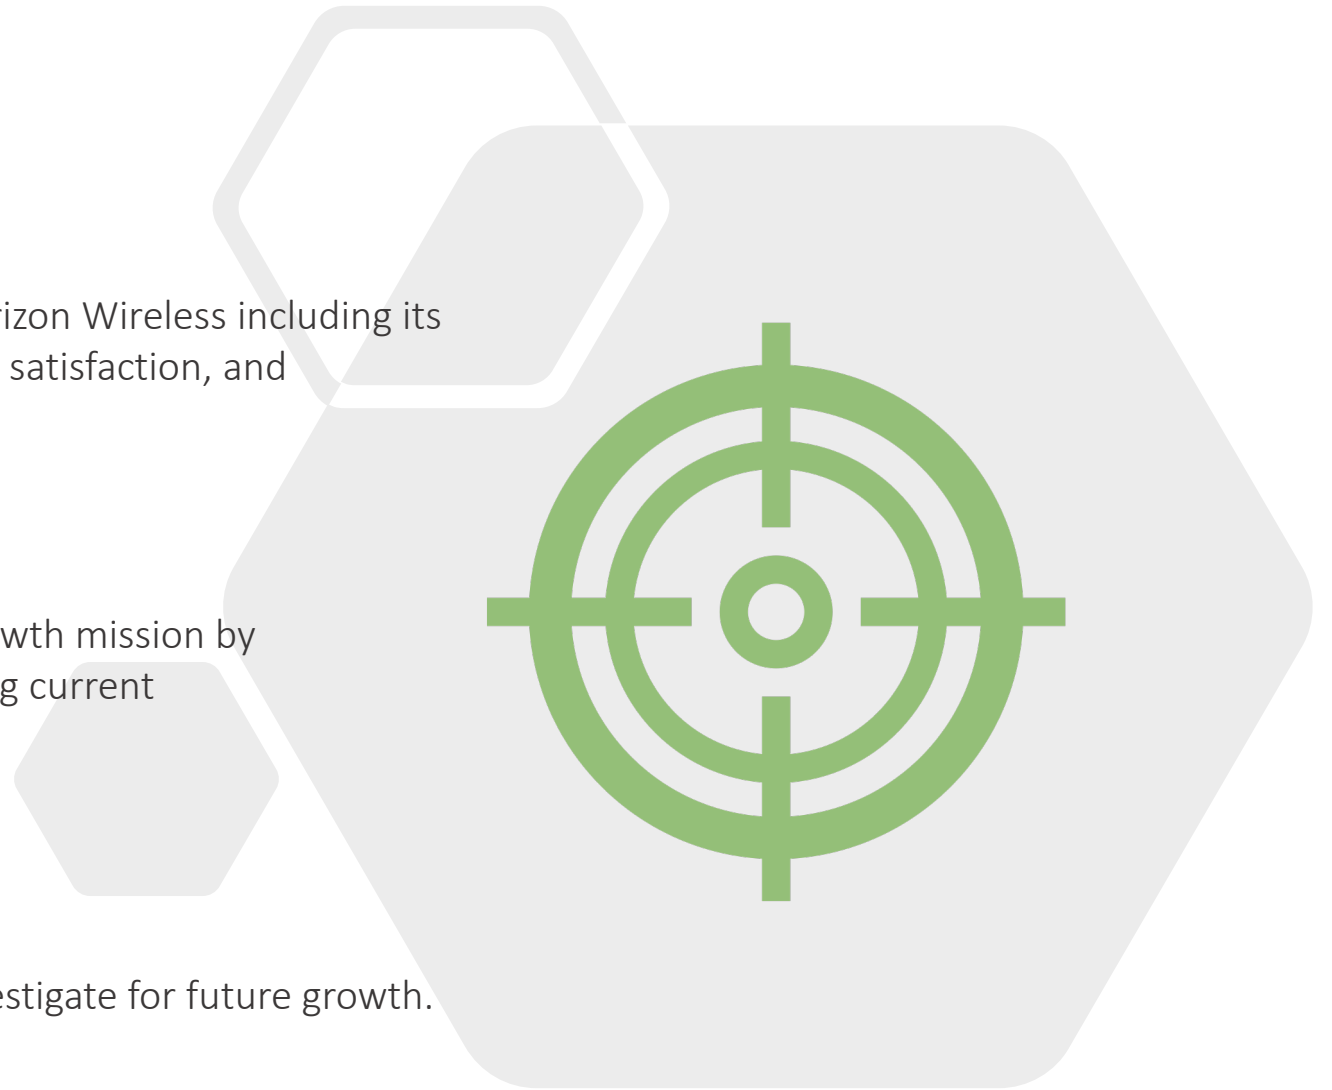 rizon Wireless including its
satisfaction, and
wth mission by
g current
estigate for future growth.